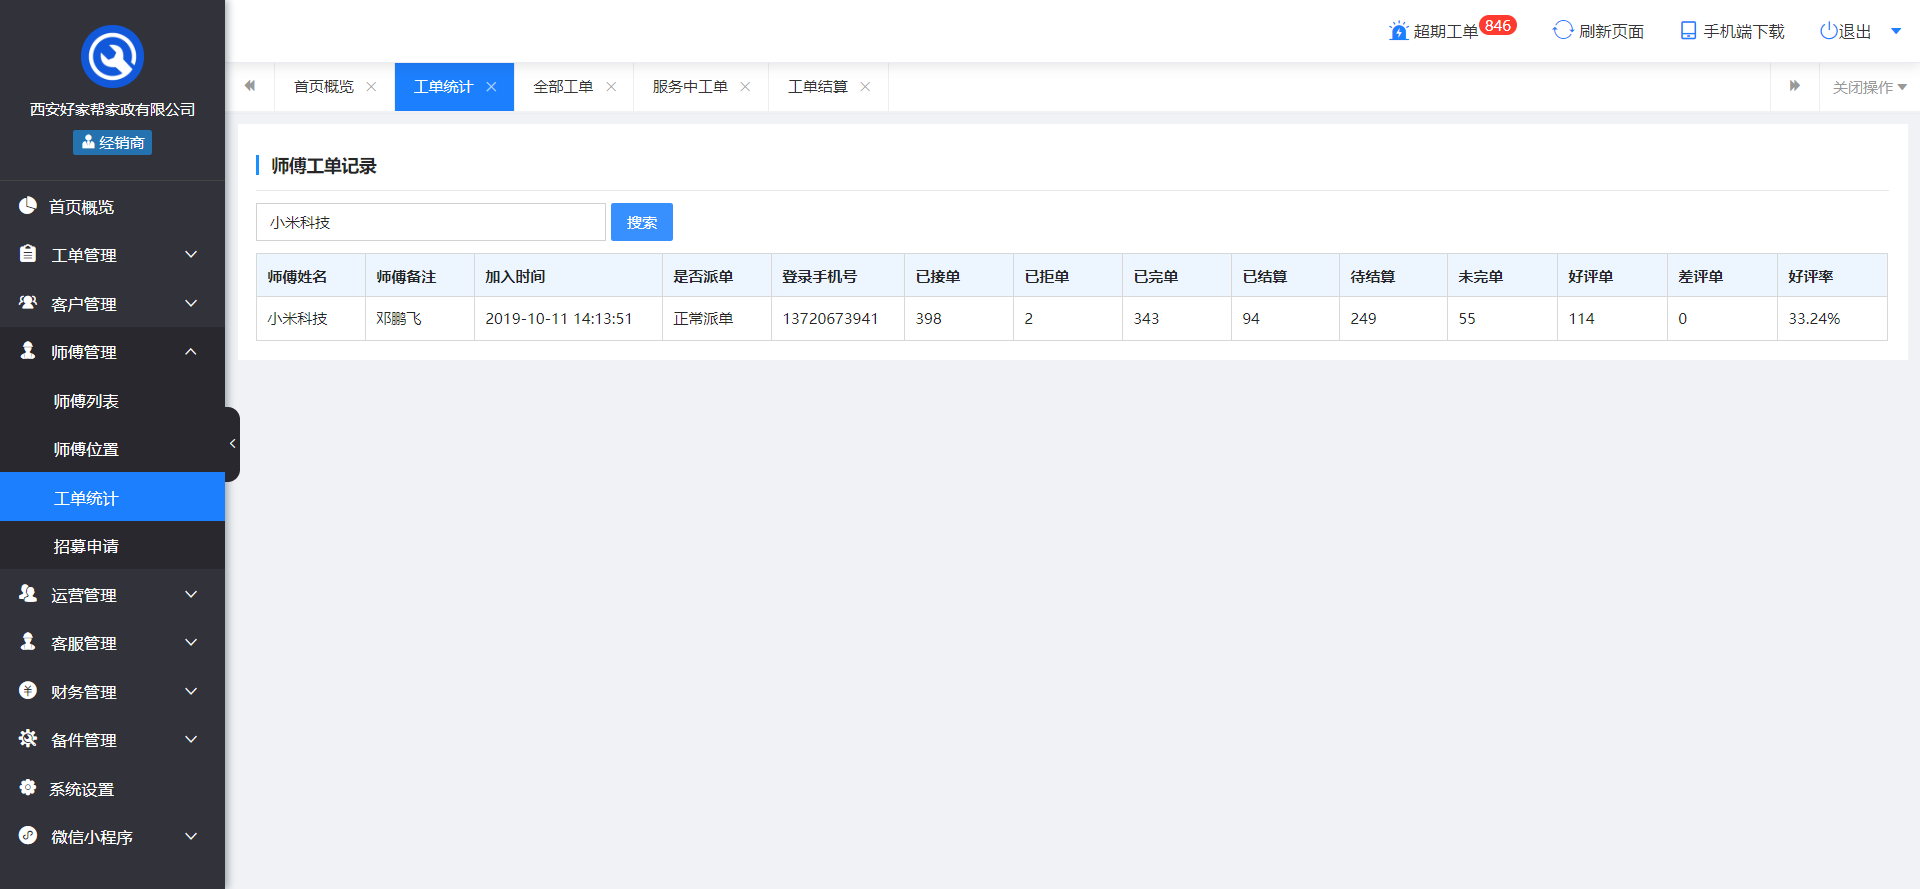 超期工单 846 刷新页面 手机端下载 退出
西安好家帮家政有限公司
经销商
首页概览
工单管理
客户管理
师傅管理
师傅列表
师傅位置
工单统计
招募申请
运营管理
客服管理
财务管理
备件管理
系统设置
微信小程序
首页概览 工单统计 全部工单 服务中工单 工单结算 关闭操作
师傅工单记录
小米科技 搜索
师傅姓名 师傅备注 加入时间 是否派单 登录手机号 已接单 已拒单 已完单 已结算 待结算 未完单 好评单 差评单 好评率
小米科技 邓鹏飞 2019-10-11 14:13:51 正常派单 13720673941 398 2 343 94 249 55 114 0 33.24%